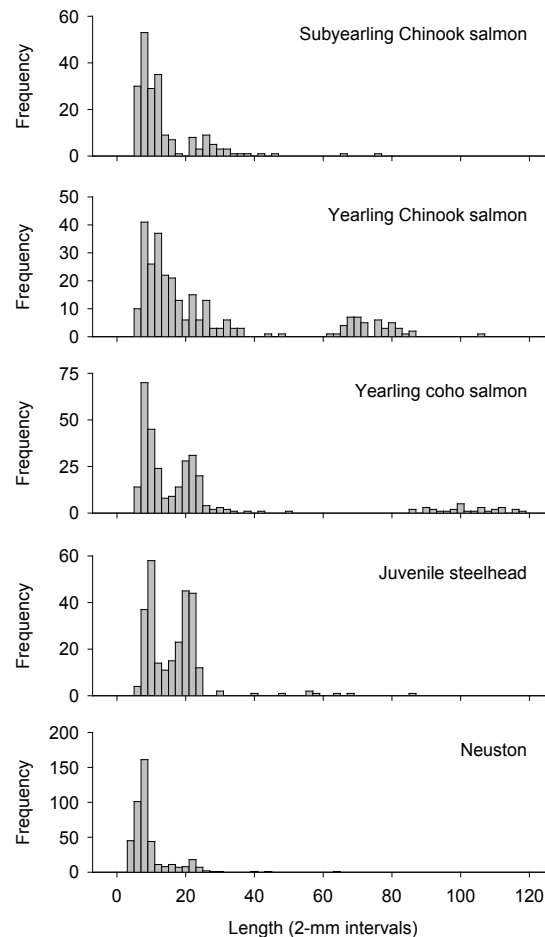 Subyearling Chinook salmon
Frequency
60
40
20
0
Yearling Chinook salmon
Frequency
50
40
30
20
10
0
Yearling coho salmon
Frequency
75
50
25
0
Juvenile steelhead
Frequency
60
40
20
0
Neuston
Frequency
200
150
100
50
0
0 20 40 60 80 100 120
Length (2-mm intervals)